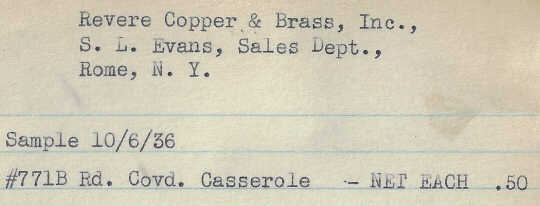 Revere Copper & Brass, Inc.,
S. L. Evans, Sales Dept.,
Rome, N. Y.
Sample 10/6/36
#771B Rd. Covd. Casserole - NET EACH .50